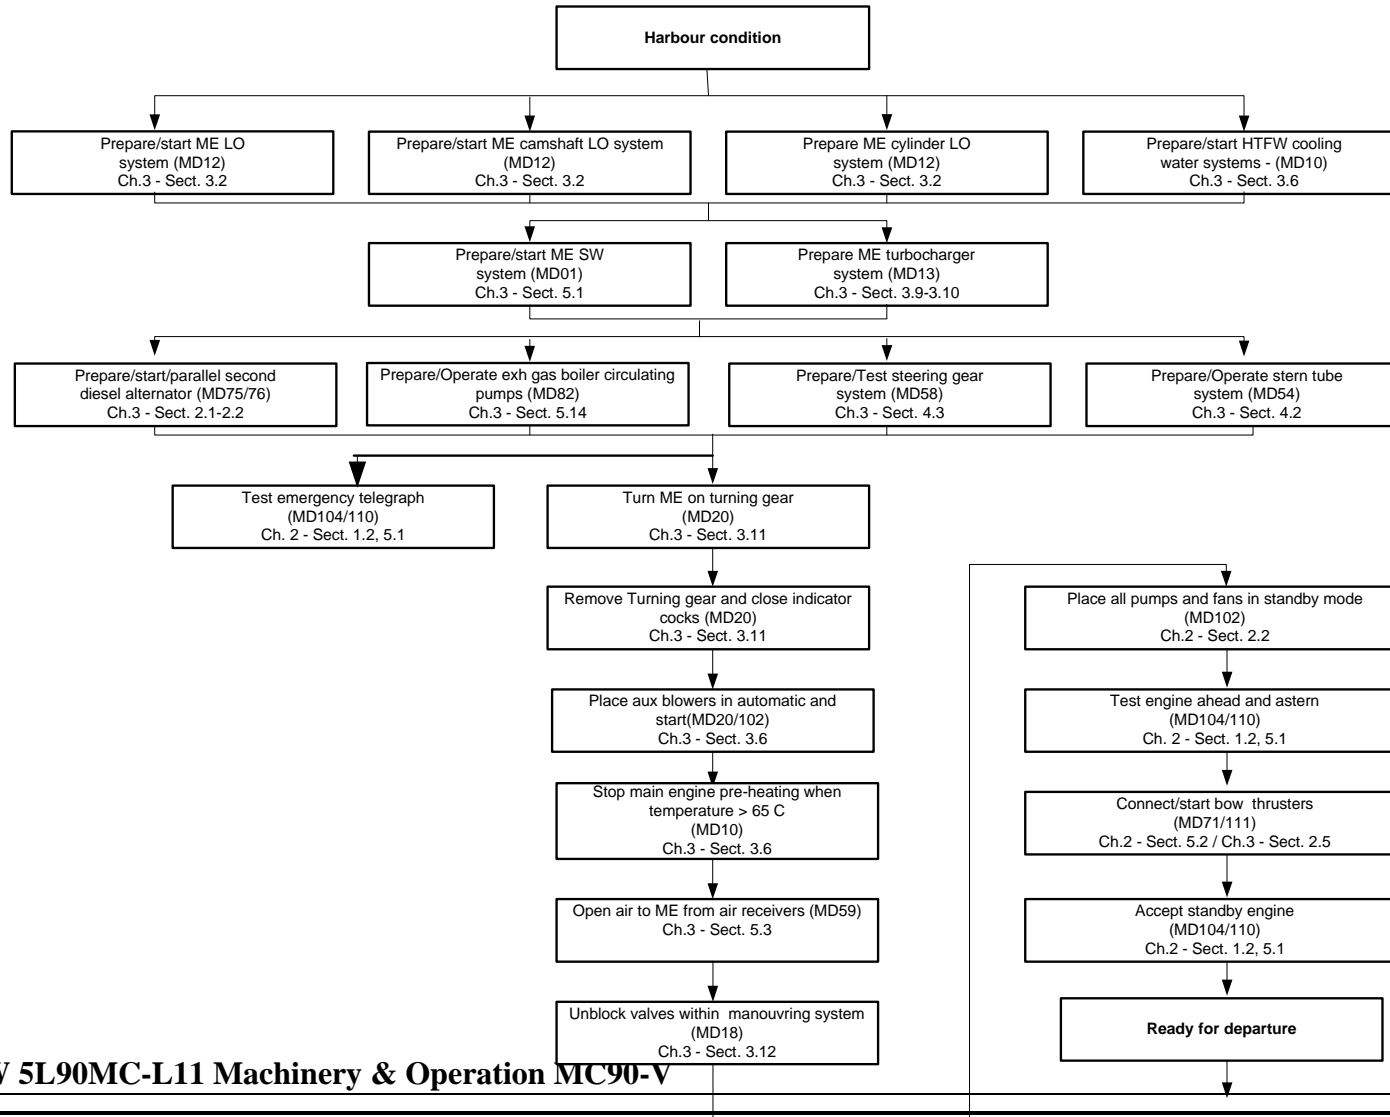 Harbour condition
Prepare/start ME LO
system (MD12)
Ch.3 - Sect. 3.2
Prepare/start ME camshaft LO system
(MD12)
Ch.3 - Sect. 3.2
Prepare ME cylinder LO
system (MD12)
Ch.3 - Sect. 3.2
Prepare/start HTFW cooling
water systems - (MD10)
Ch.3 - Sect. 3.6
Prepare/start ME SW
system (MD01)
Ch.3 - Sect. 5.1
Prepare ME turbocharger
system (MD13)
Ch.3 - Sect. 3.9-3.10
Prepare/start/parallel second
diesel alternator (MD75/76)
Ch.3 - Sect. 2.1-2.2
Prepare/Operate exh gas boiler circulating
pumps (MD82)
Ch.3 - Sect. 5.14
Prepare/Test steering gear
system (MD58)
Ch.3 - Sect. 4.3
Prepare/Operate stern tube
system (MD54)
Ch.3 - Sect. 4.2
Test emergency telegraph
(MD104/110)
Ch. 2 - Sect. 1.2, 5.1
Turn ME on turning gear
(MD20)
Ch.3 - Sect. 3.11
Remove Turning gear and close indicator
cocks (MD20)
Ch.3 - Sect. 3.11
Place aux blowers in automatic and
start(MD20/102)
Ch.3 - Sect. 3.6
Stop main engine pre-heating when
temperature > 65 C
(MD10)
Ch.3 - Sect. 3.6
Open air to ME from air receivers (MD59)
Ch.3 - Sect. 5.3
Unblock valves within manouvring system
(MD18)
Ch.3 - Sect. 3.12
Place all pumps and fans in standby mode
(MD102)
Ch.2 - Sect. 2.2
Test engine ahead and astern
(MD104/110)
Ch. 2 - Sect. 1.2, 5.1
Connect/start bow thrusters
(MD71/111)
Ch.2 - Sect. 5.2 / Ch.3 - Sect. 2.5
Accept standby engine
(MD104/110)
Ch.2 - Sect. 1.2, 5.1
Ready for departure
5L90MC-L11 Machinery & Operation MC90-V